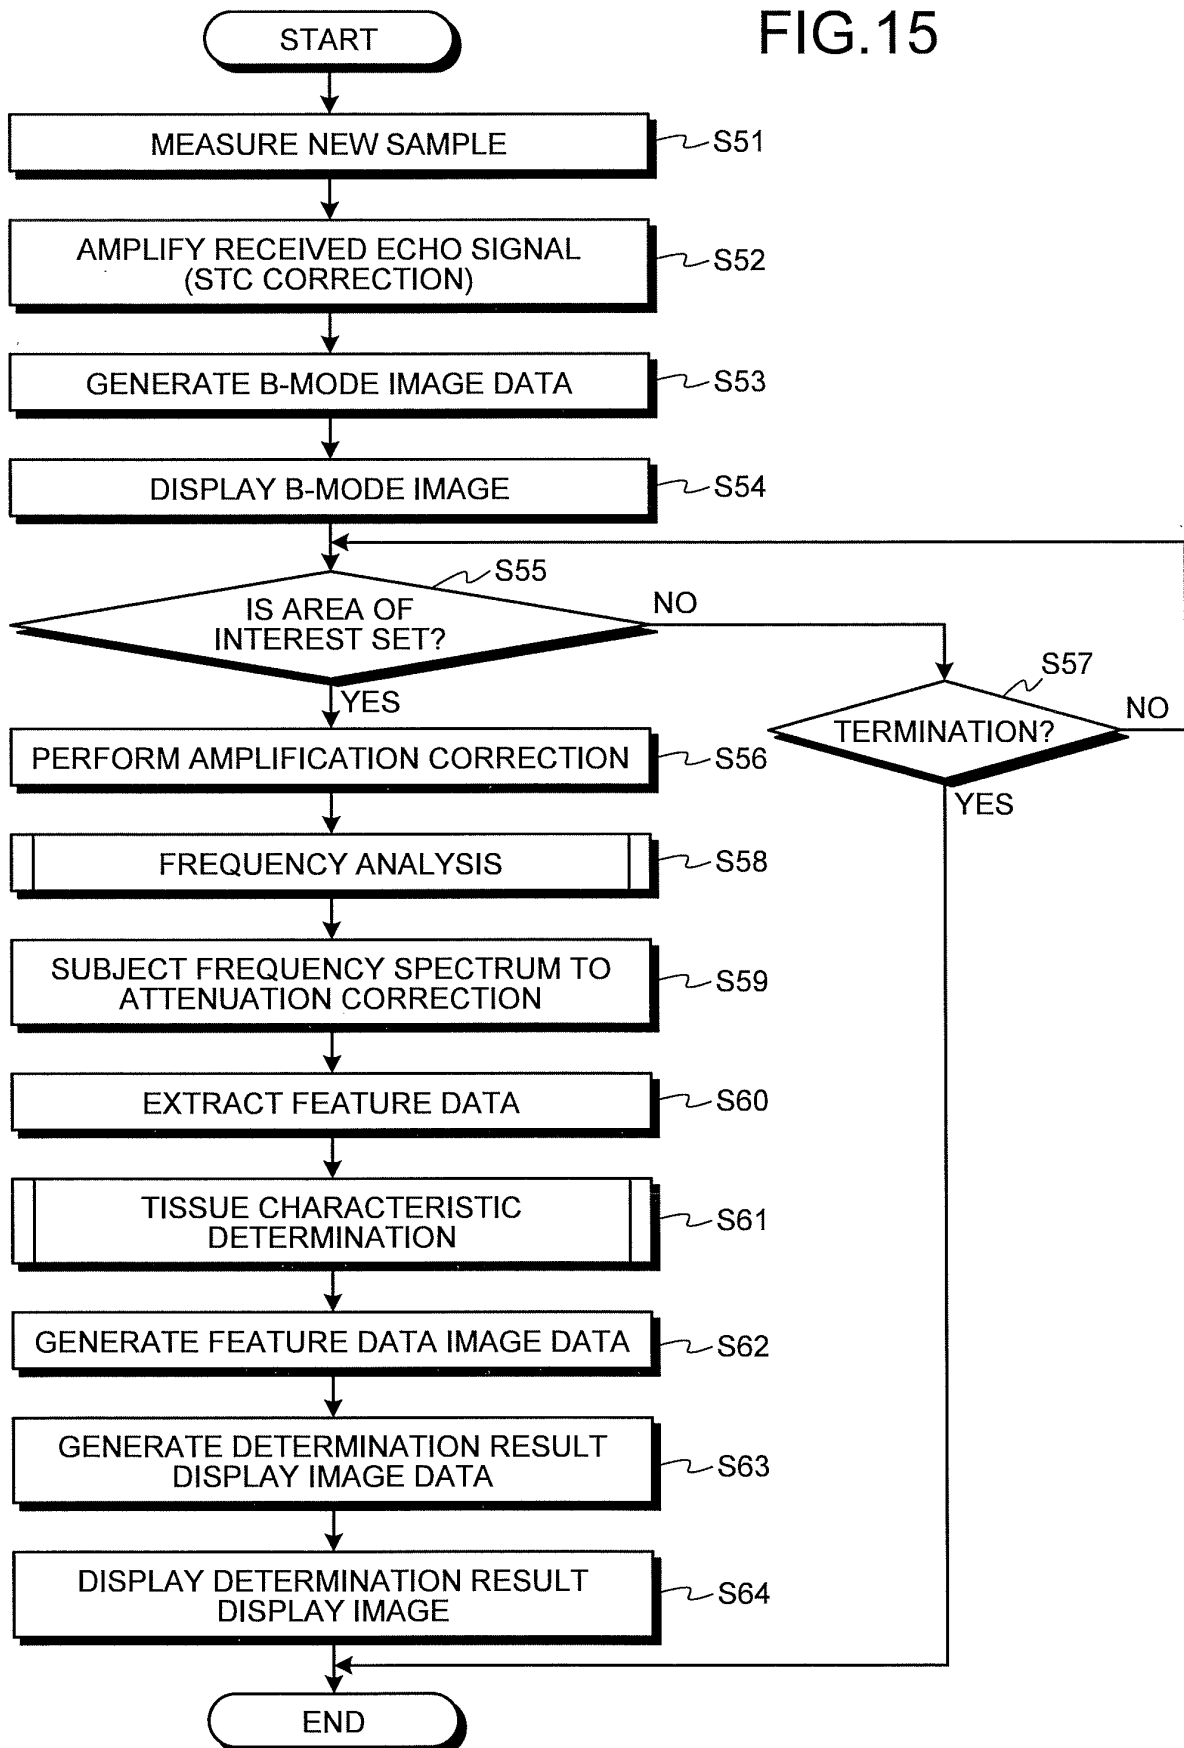 FIG.15
START
MEASURE NEW SAMPLE
S51
AMPLIFY RECEIVED ECHO SIGNAL
(STC CORRECTION)
S52
GENERATE B-MODE IMAGE DATA
S53
DISPLAY B-MODE IMAGE
S54
S55
IS AREA OF
INTEREST SET?
NO
YES
S57
TERMINATION?
NO
YES
PERFORM AMPLIFICATION CORRECTION
S56
FREQUENCY ANALYSIS
S58
SUBJECT FREQUENCY SPECTRUM TO
ATTENUATION CORRECTION
S59
EXTRACT FEATURE DATA
S60
TISSUE CHARACTERISTIC
DETERMINATION
S61
GENERATE FEATURE DATA IMAGE DATA
S62
GENERATE DETERMINATION RESULT
DISPLAY IMAGE DATA
S63
DISPLAY DETERMINATION RESULT
DISPLAY IMAGE
S64
END